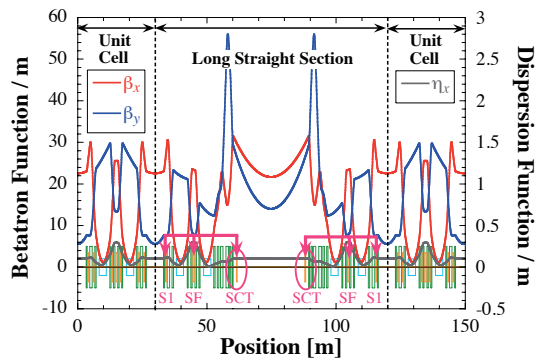 Unit Cell
Long Straight Section
Unit Cell
βx
βy
ηx
Betatron Function / m
Dispersion Function / m
60
50
40
30
20
10
0
-10
3
2.5
2
1.5
1
0.5
0
-0.5
S1 SF SCT SCT SF S1
0 50 100 150
Position [m]